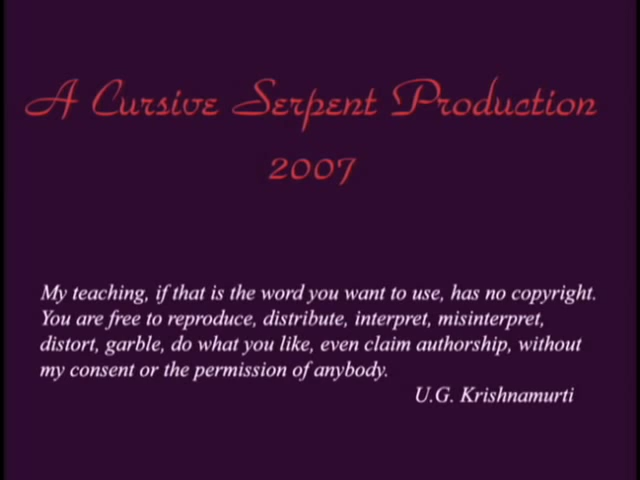 A Cursive Serpent Production
2007
My teaching, if that is the word you want to use, has no copyright.
You are free to reproduce, distribute, interpret, misinterpret,
distort, garble, do what you like, even claim authorship, without
my consent or the permission of anybody.
U.G. Krishnamurti